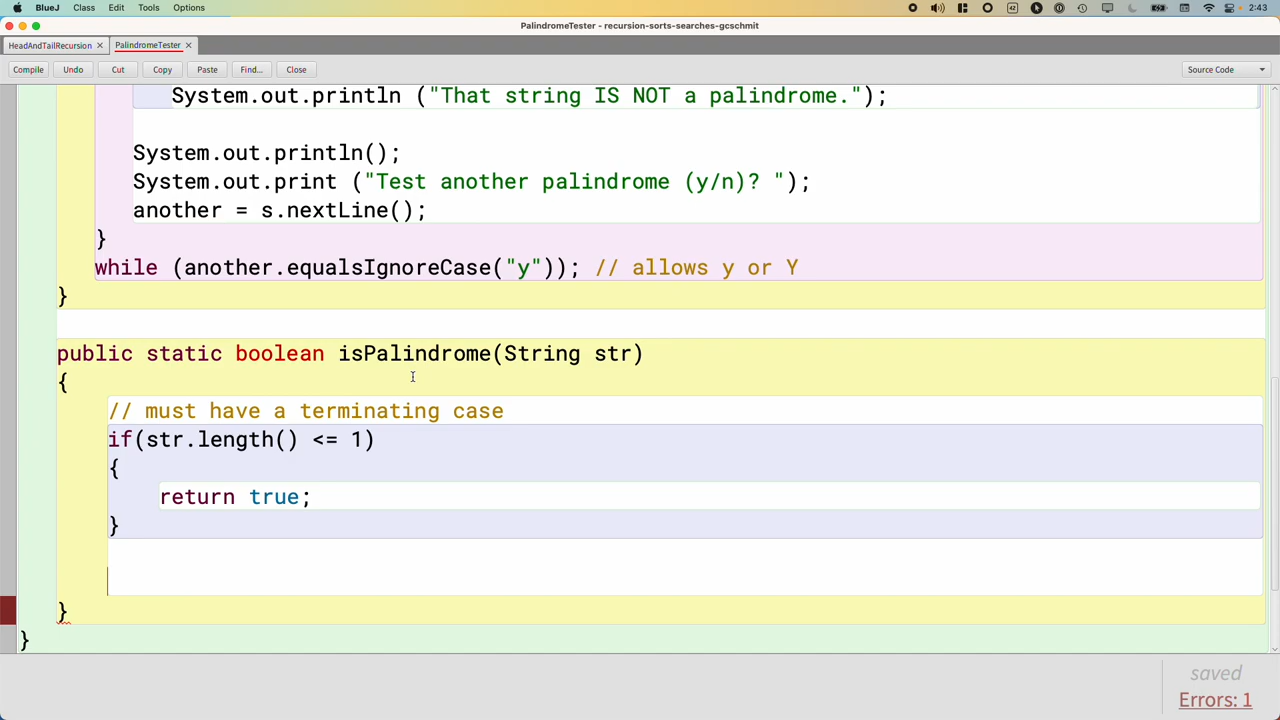 BlueJ Class Edit Tools Options 42 2:43
PalindromeTester - recursion-sorts-searches-gcschmit
HeadAndTailRecursion × PalindromeTester ×
Compile Undo Cut Copy Paste Find... Close Source Code
System.out.println ("That string IS NOT a palindrome.");
System.out.println();
System.out.print ("Test another palindrome (y/n)? ");
another = s.nextLine();
}
while (another.equalsIgnoreCase("y")); // allows y or Y
}
public static boolean isPalindrome(String str)
{
// must have a terminating case
if(str.length() <= 1)
{
return true;
}
}
}
saved
Errors: 1